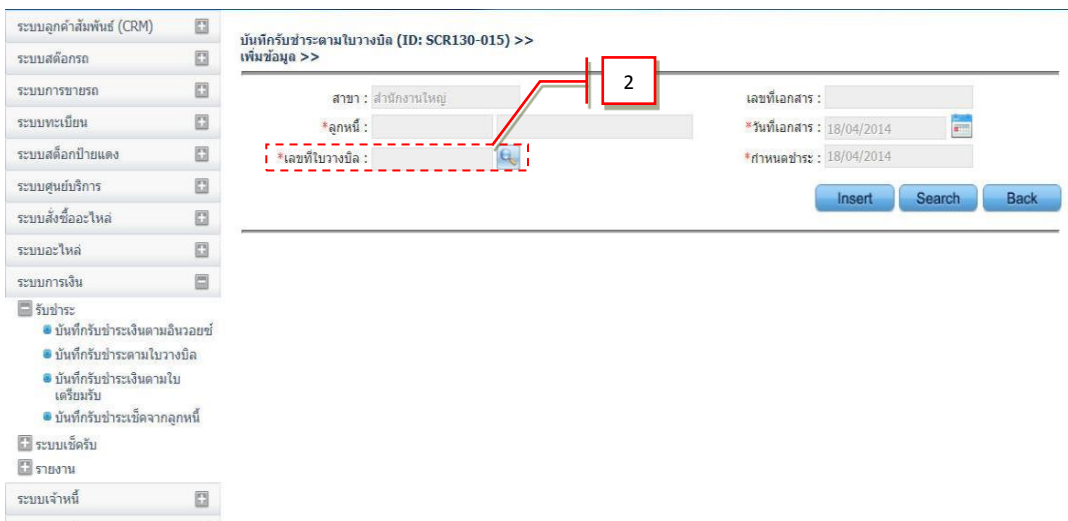 ระบบลูกค้าสัมพันธ์ (CRM)
ระบบสต๊อกรถ
ระบบการขายรถ
ระบบทะเบียน
ระบบสต็อกป้ายแดง
ระบบศูนย์บริการ
ระบบสั่งซื้ออะไหล่
ระบบอะไหล่
ระบบการเงิน
รับชำระ
บันทึกรับชำระเงินตามอินวอยซ์
บันทึกรับชำระตามใบวางบิล
บันทึกรับชำระเงินตามใบ
เตรียมรับ
บันทึกรับชำระเช็คจากลูกหนี้
ระบบเช็ครับ
รายงาน
ระบบเจ้าหนี้
บันทึกรับชำระตามใบวางบิล (ID: SCR130-015) >>
เพิ่มข้อมูล >>
2
สาขา : สำนักงานใหญ่
เลขที่เอกสาร :
*ลูกหนี้ :
*วันที่เอกสาร : 18/04/2014
*เลขที่ใบวางบิล :
*กำหนดชำระ : 18/04/2014
Insert Search Back